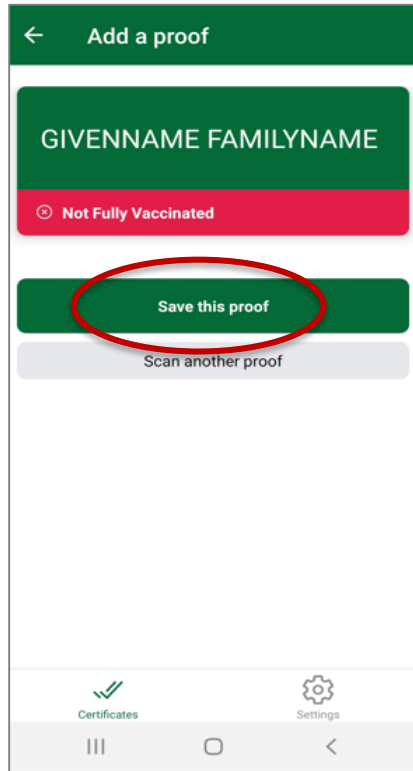 Add a proof
GIVENNAME FAMILYNAME
Not Fully Vaccinated
Save this proof
Scan another proof
Certificates
Settings